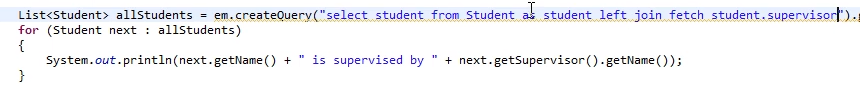 List<Student> allStudents = em.createQuery("select student from Student as student left join fetch student.supervisor").
for (Student next : allStudents)
{
System.out.println(next.getName() + " is supervised by " + next.getSupervisor().getName());
}